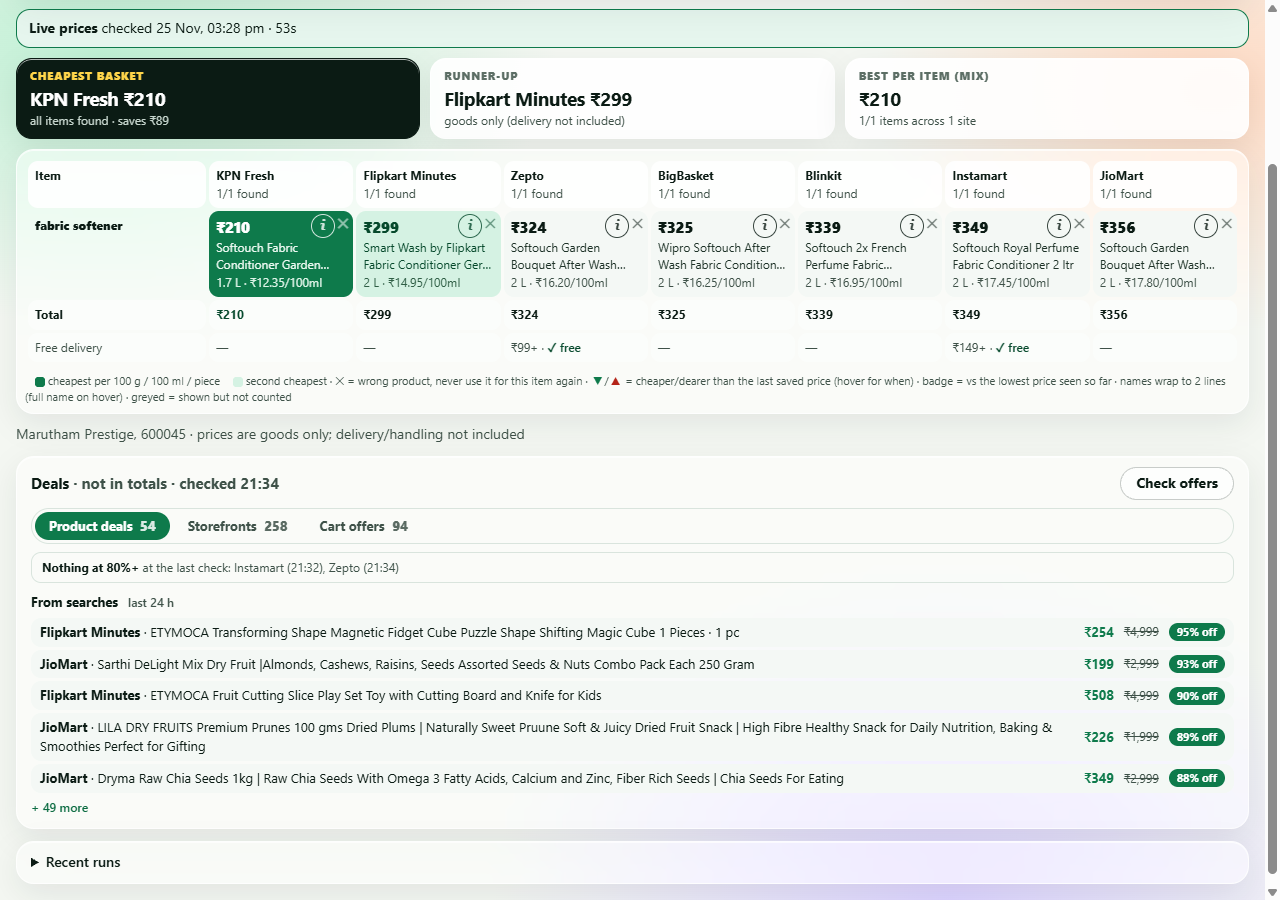 Live prices checked 25 Nov, 03:28 pm · 53s
CHEAPEST BASKET
KPN Fresh ₹210
all items found · saves ₹89
RUNNER-UP
Flipkart Minutes ₹299
goods only (delivery not included)
BEST PER ITEM (MIX)
₹210
1/1 items across 1 site
Item
KPN Fresh
1/1 found
Flipkart Minutes
1/1 found
Zepto
1/1 found
BigBasket
1/1 found
Blinkit
1/1 found
Instamart
1/1 found
JioMart
1/1 found
fabric softener
₹210 i ×
Softouch Fabric
Conditioner Garden...
1.7 L · ₹12.35/100ml
₹299 i ×
Smart Wash by Flipkart
Fabric Conditioner Ger...
2 L · ₹14.95/100ml
₹324 i ×
Softouch Garden
Bouquet After Wash...
2 L · ₹16.20/100ml
₹325 i ×
Wipro Softouch After
Wash Fabric Condition...
2 L · ₹16.25/100ml
₹339 i ×
Softouch 2x French
Perfume Fabric...
2 L · ₹16.95/100ml
₹349 i ×
Softouch Royal Perfume
Fabric Conditioner 2 ltr
2 L · ₹17.45/100ml
₹356 i ×
Softouch Garden
Bouquet After Wash...
2 L · ₹17.80/100ml
Total ₹210 ₹299 ₹324 ₹325 ₹339 ₹349 ₹356
Free delivery — — ₹99+ · ✓ free — — ₹149+ · ✓ free —
cheapest per 100 g / 100 ml / piece second cheapest · × = wrong product, never use it for this item again · ▼/▲ = cheaper/dearer than the last saved price (hover for when) · badge = vs the lowest price seen so far · names wrap to 2 lines
(full name on hover) · greyed = shown but not counted
Marutham Prestige, 600045 · prices are goods only; delivery/handling not included
Deals · not in totals · checked 21:34
Check offers
Product deals 54 Storefronts 258 Cart offers 94
Nothing at 80%+ at the last check: Instamart (21:32), Zepto (21:34)
From searches last 24 h
Flipkart Minutes · ETYMOCA Transforming Shape Magnetic Fidget Cube Puzzle Shape Shifting Magic Cube 1 Pieces · 1 pc ₹254 ₹4,999 95% off
JioMart · Sarthi DeLight Mix Dry Fruit |Almonds, Cashews, Raisins, Seeds Assorted Seeds & Nuts Combo Pack Each 250 Gram ₹199 ₹2,999 93% off
Flipkart Minutes · ETYMOCA Fruit Cutting Slice Play Set Toy with Cutting Board and Knife for Kids ₹508 ₹4,999 90% off
JioMart · LILA DRY FRUITS Premium Prunes 100 gms Dried Plums | Naturally Sweet Pruune Soft & Juicy Dried Fruit Snack | High Fibre Healthy Snack for Daily Nutrition, Baking &
Smoothies Perfect for Gifting
₹226 ₹1,999 89% off
JioMart · Dryma Raw Chia Seeds 1kg | Raw Chia Seeds With Omega 3 Fatty Acids, Calcium and Zinc, Fiber Rich Seeds | Chia Seeds For Eating ₹349 ₹2,999 88% off
+ 49 more
▶ Recent runs